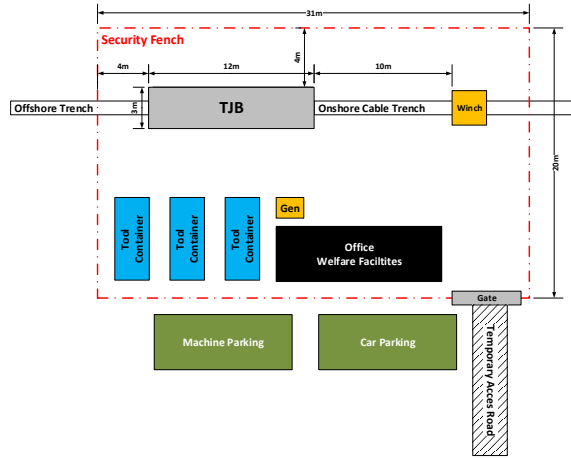 31m
Security Fench
4m
12m
4m
10m
Offshore Trench
3m
TJB
Onshore Cable Trench
Winch
20m
Tool
Container
Tool
Container
Tool
Container
Gen
Office
Welfare Faciltites
Gate
Machine Parking
Car Parking
Temporary Acces Road